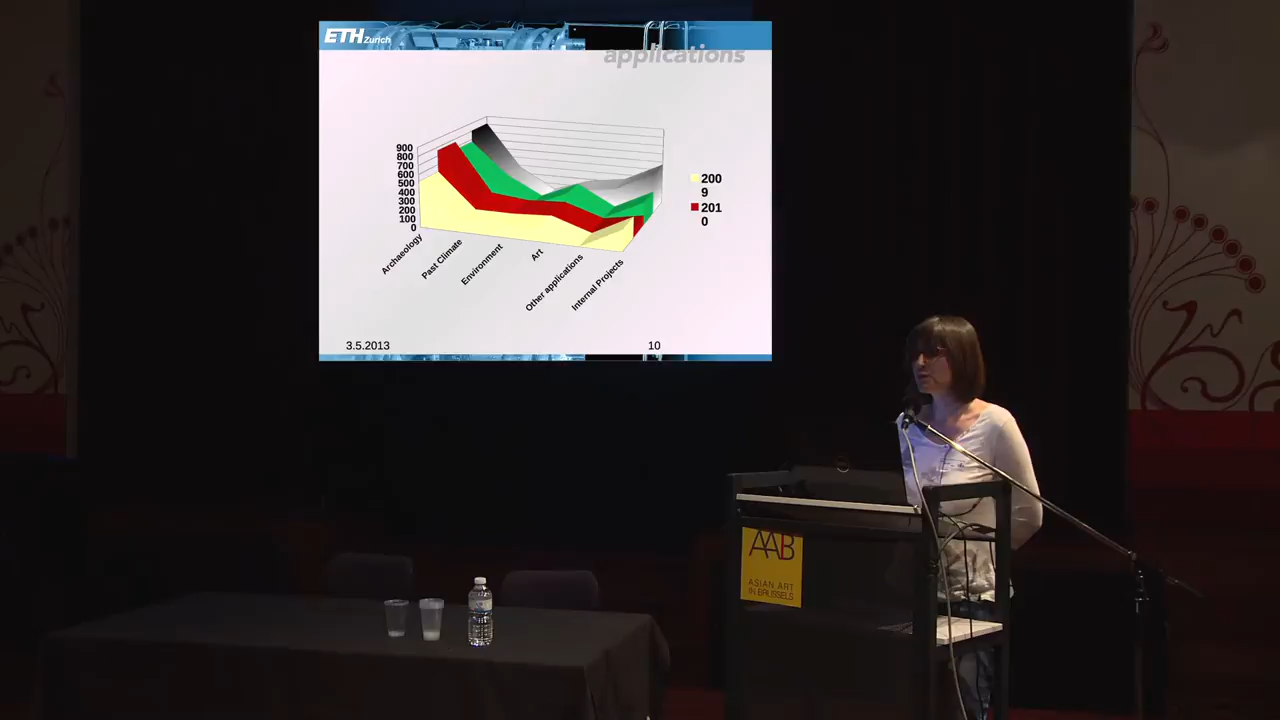 ETH Zurich
applications
900
800
700
600
500
400
300
200
100
0
Archaeology
Past Climate
Environment
Art
Other applications
Internal Projects
200
9
201
0
3.5.2013
10
AAB
ASIAN ART
IN BRUSSELS